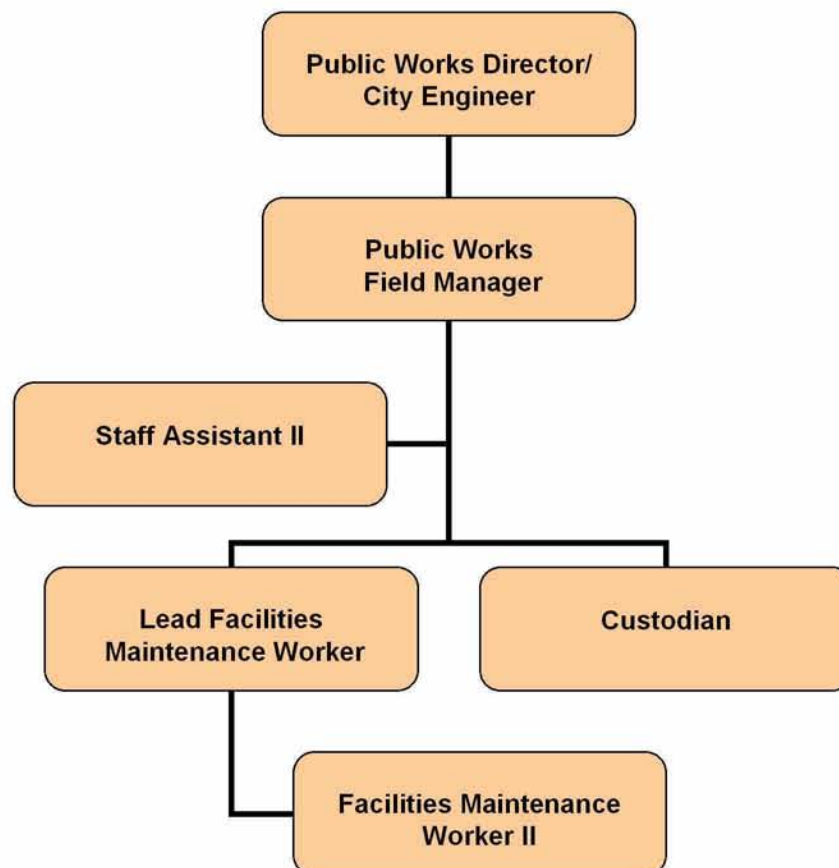 Public Works Director/
City Engineer
Public Works
Field Manager
Staff Assistant II
Lead Facilities
Maintenance Worker
Custodian
Facilities Maintenance
Worker II